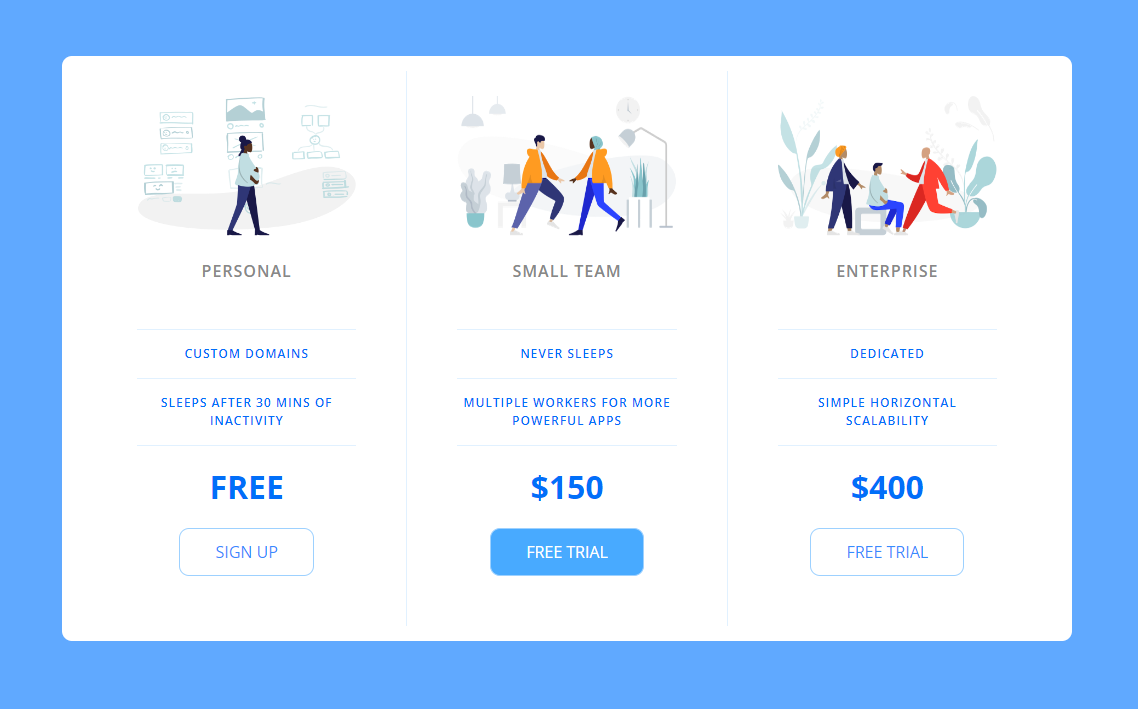 PERSONAL
CUSTOM DOMAINS
SLEEPS AFTER 30 MINS OF
INACTIVITY
FREE
SIGN UP
SMALL TEAM
NEVER SLEEPS
MULTIPLE WORKERS FOR MORE
POWERFUL APPS
$150
FREE TRIAL
ENTERPRISE
DEDICATED
SIMPLE HORIZONTAL
SCALABILITY
$400
FREE TRIAL